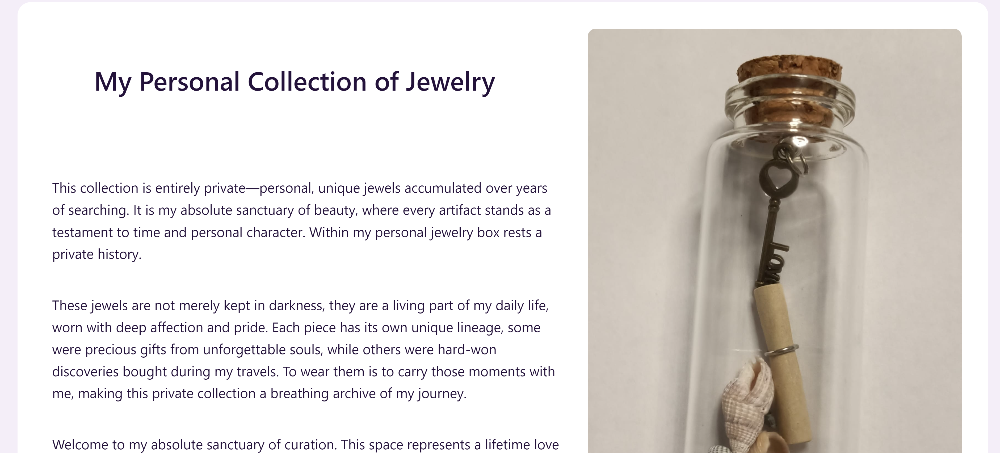 My Personal Collection of Jewelry
This collection is entirely private—personal, unique jewels accumulated over years
of searching. It is my absolute sanctuary of beauty, where every artifact stands as a
testament to time and personal character. Within my personal jewelry box rests a
private history.
These jewels are not merely kept in darkness, they are a living part of my daily life,
worn with deep affection and pride. Each piece has its own unique lineage, some
were precious gifts from unforgettable souls, while others were hard-won
discoveries bought during my travels. To wear them is to carry those moments with
me, making this private collection a breathing archive of my journey.
Welcome to my absolute sanctuary of curation. This space represents a lifetime love